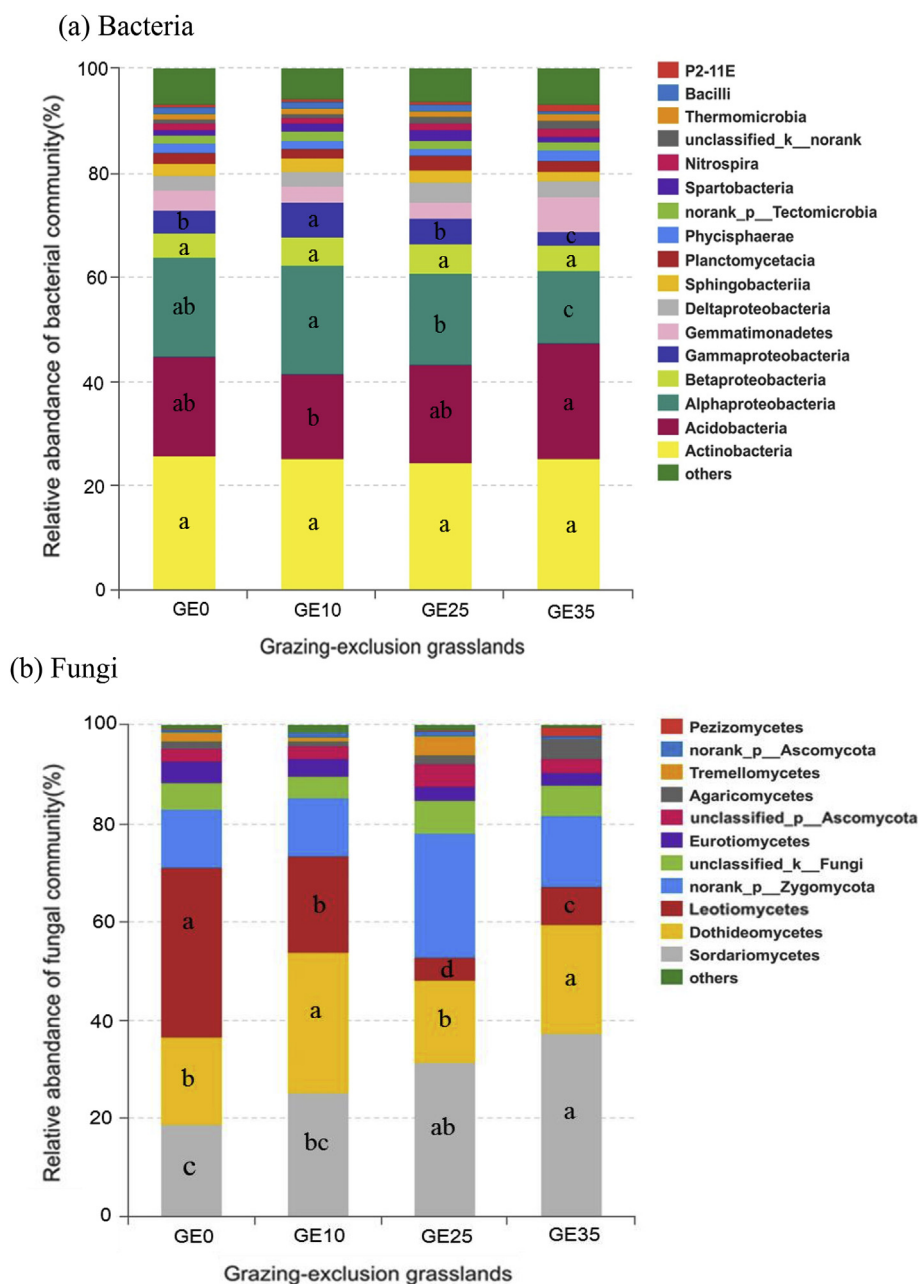 (a) Bacteria
Relative abandance of bacterial community(%)
100
80
60
40
20
0
b
a
b
c
a
a
a
a
ab
a
b
c
ab
b
ab
a
a
a
a
a
GE0
GE10
GE25
GE35
Grazing-exclusion grasslands
P2-11E
Bacilli
Thermomicrobia
unclassified_k__norank
Nitrospira
Spartobacteria
norank_p__Tectomicrobia
Phycisphaerae
Planctomycetacia
Sphingobacteriia
Deltaproteobacteria
Gemmatimonadetes
Gammaproteobacteria
Betaproteobacteria
Alphaproteobacteria
Acidobacteria
Actinobacteria
others
(b) Fungi
Relative abandance of fungal community(%)
100
80
60
40
20
0
a
b
d
c
b
a
b
a
c
bc
ab
a
GE0
GE10
GE25
GE35
Grazing-exclusion grasslands
Pezizomycetes
norank_p__Ascomycota
Tremellomycetes
Agaricomycetes
unclassified_p__Ascomycota
Eurotiomycetes
unclassified_k__Fungi
norank_p__Zygomycota
Leotiomycetes
Dothideomycetes
Sordariomycetes
others